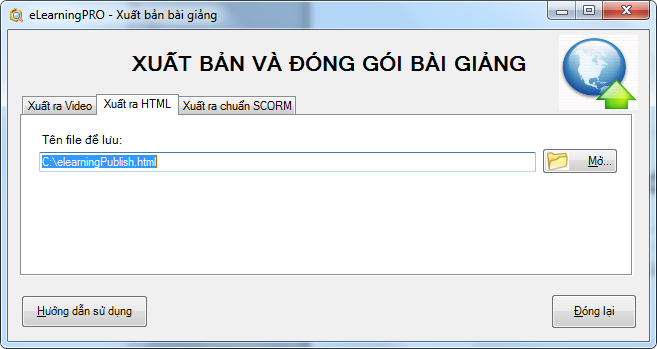 eLearningPRO - Xuất bản bài giảng
XUẤT BẢN VÀ ĐÓNG GÓI BÀI GIẢNG
Xuất ra Video
Xuất ra HTML
Xuất ra chuẩn SCORM
Tên file để lưu:
C:\elearningPublish.html
Mở...
Hướng dẫn sử dụng
Đóng lại